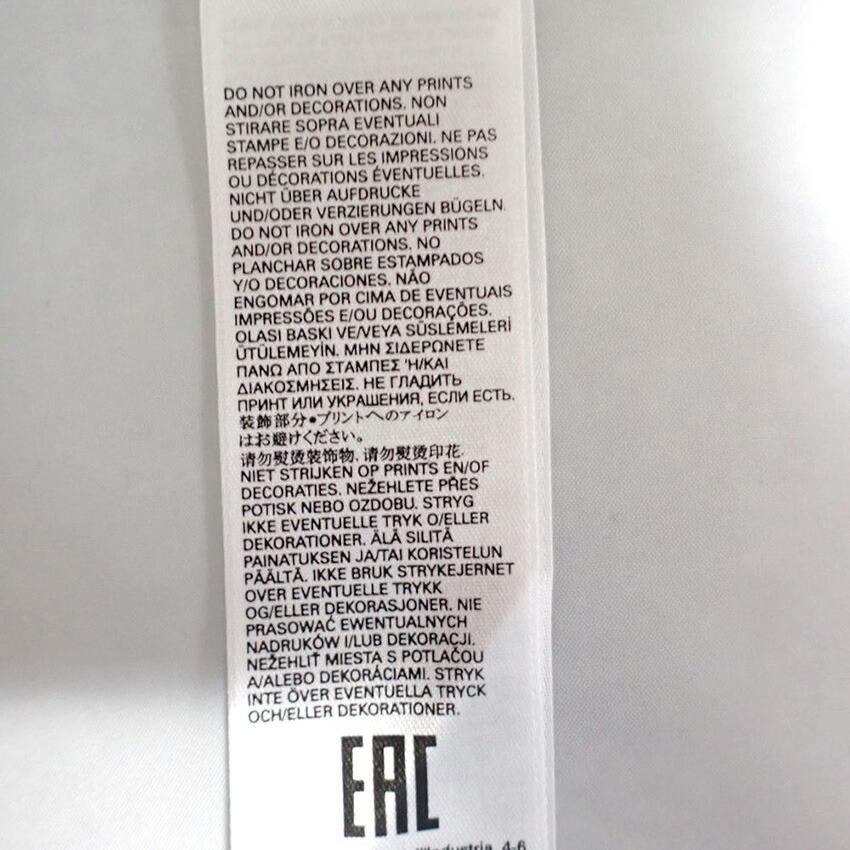 DO NOT IRON OVER ANY PRINTS
AND/OR DECORATIONS. NON
STIRARE SOPRA EVENTUALI
STAMPE E/O DECORAZIONI. NE PAS
REPASSER SUR LES IMPRESSIONS
OU DÉCORATIONS ÉVENTUELLES.
NICHT ÜBER AUFDRUCKE
UND/ODER VERZIERUNGEN BÜGELN.
DO NOT IRON OVER ANY PRINTS
AND/OR DECORATIONS. NO
PLANCHAR SOBRE ESTAMPADOS
Y/O DECORACIONES. NÃO
ENGOMAR POR CIMA DE EVENTUAIS
IMPRESSÕES E/OU DECORAÇÕES.
OLASI BASKI VE/VEYA SÜSLEMELERİ
ÜTÜLEMEYİN. ΜΗΝ ΣΙΔΕΡΩΝΕΤΕ
ΠΑΝΩ ΑΠΟ ΣΤΑΜΠΕΣ 'Η/ΚΑΙ
ΔΙΑΚΟΣΜΗΣΕΙΣ. НЕ ГЛАДИТЬ
ПРИНТ ИЛИ УКРАШЕНИЯ, ЕСЛИ ЕСТЬ.
装飾部分●プリントへのアイロン
はお避けください。
请勿熨烫装饰物, 请勿熨烫印花.
NIET STRIJKEN OP PRINTS EN/OF
DECORATIES. NEŽEHLETE PŘES
POTISK NEBO OZDOBU. STRYG
IKKE EVENTUELLE TRYK O/ELLER
DEKORATIONER. ÄLÄ SILITÄ
PAINATUKSEN JA/TAI KORISTELUN
PÄÄLTÄ. IKKE BRUK STRYKEJERNET
OVER EVENTUELLE TRYKK
OG/ELLER DEKORASJONER. NIE
PRASOWAĆ EWENTUALNYCH
NADRUKÓW I/LUB DEKORACJI.
NEŽEHLIŤ MIESTA S POTLAČOU
A/ALEBO DEKORÁCIAMI. STRYK
INTE ÖVER EVENTUELLA TRYCK
OCH/ELLER DEKORATIONER.
EAC
4-6